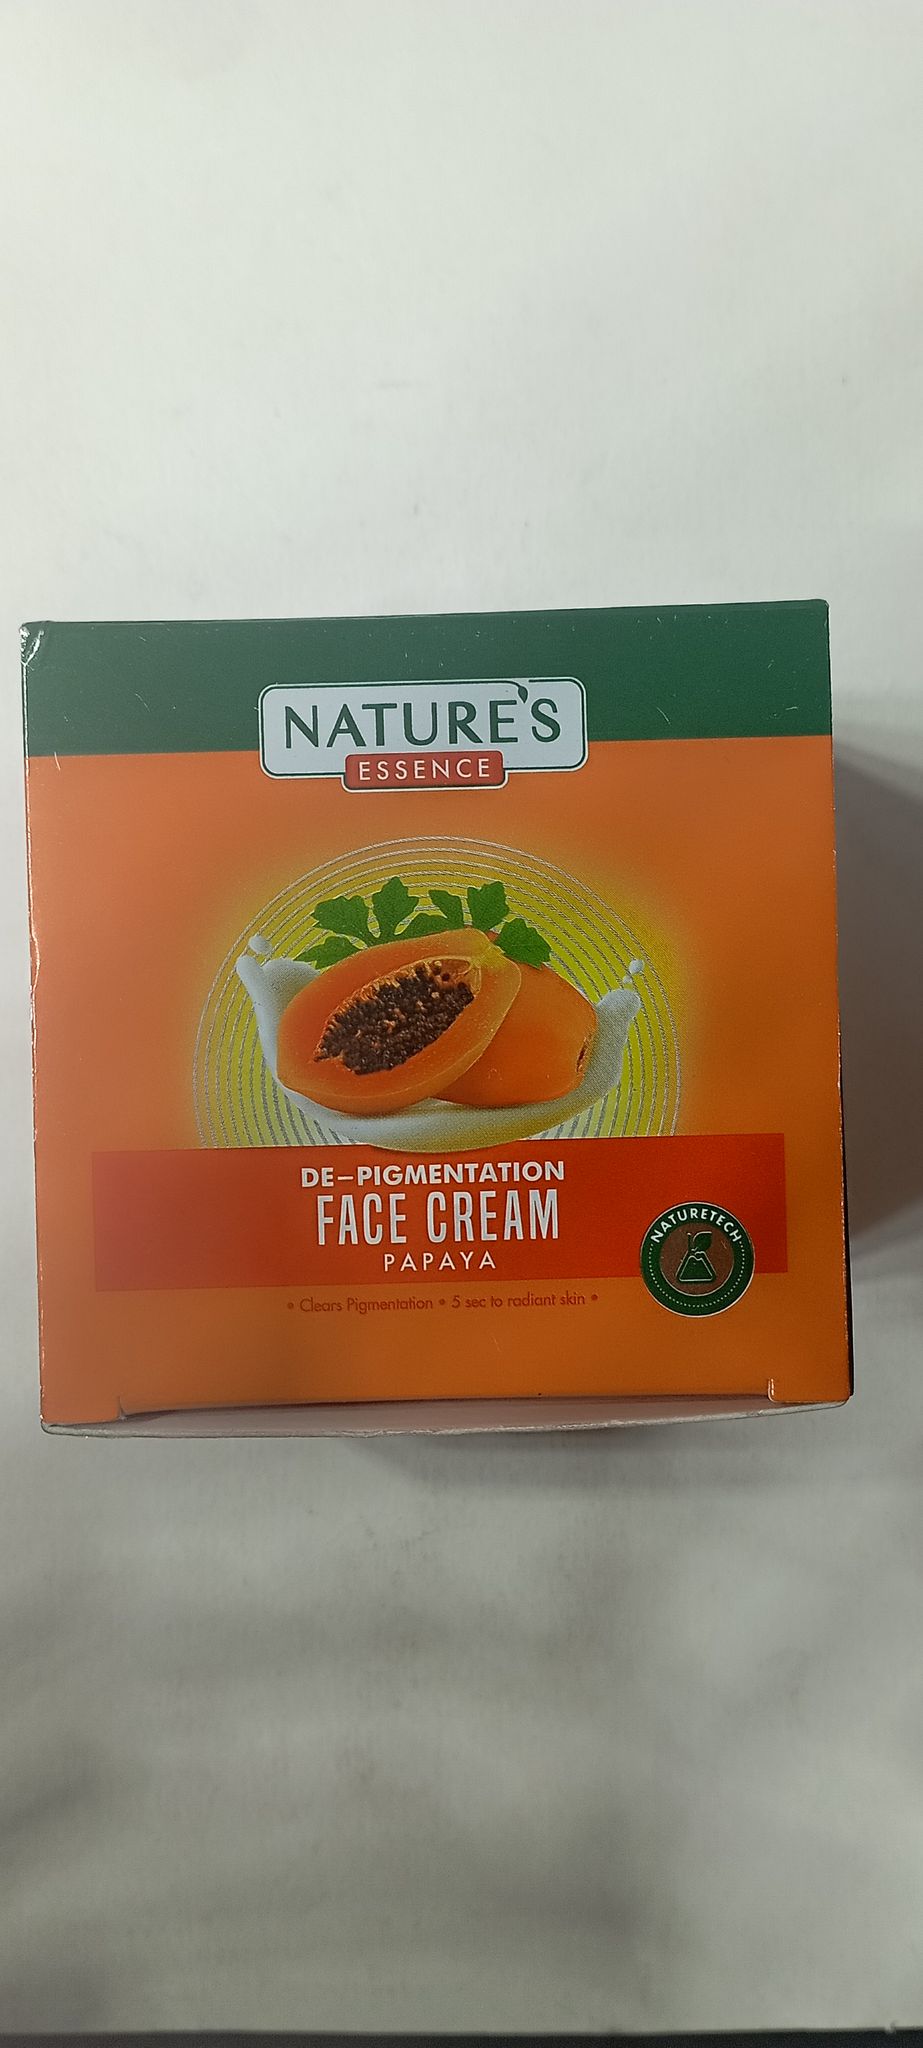 NATURE'S
ESSENCE
DE-PIGMENTATION
FACE CREAM
PAPAYA
NATURETECH
• Clears Pigmentation • 5 sec to radiant skin •